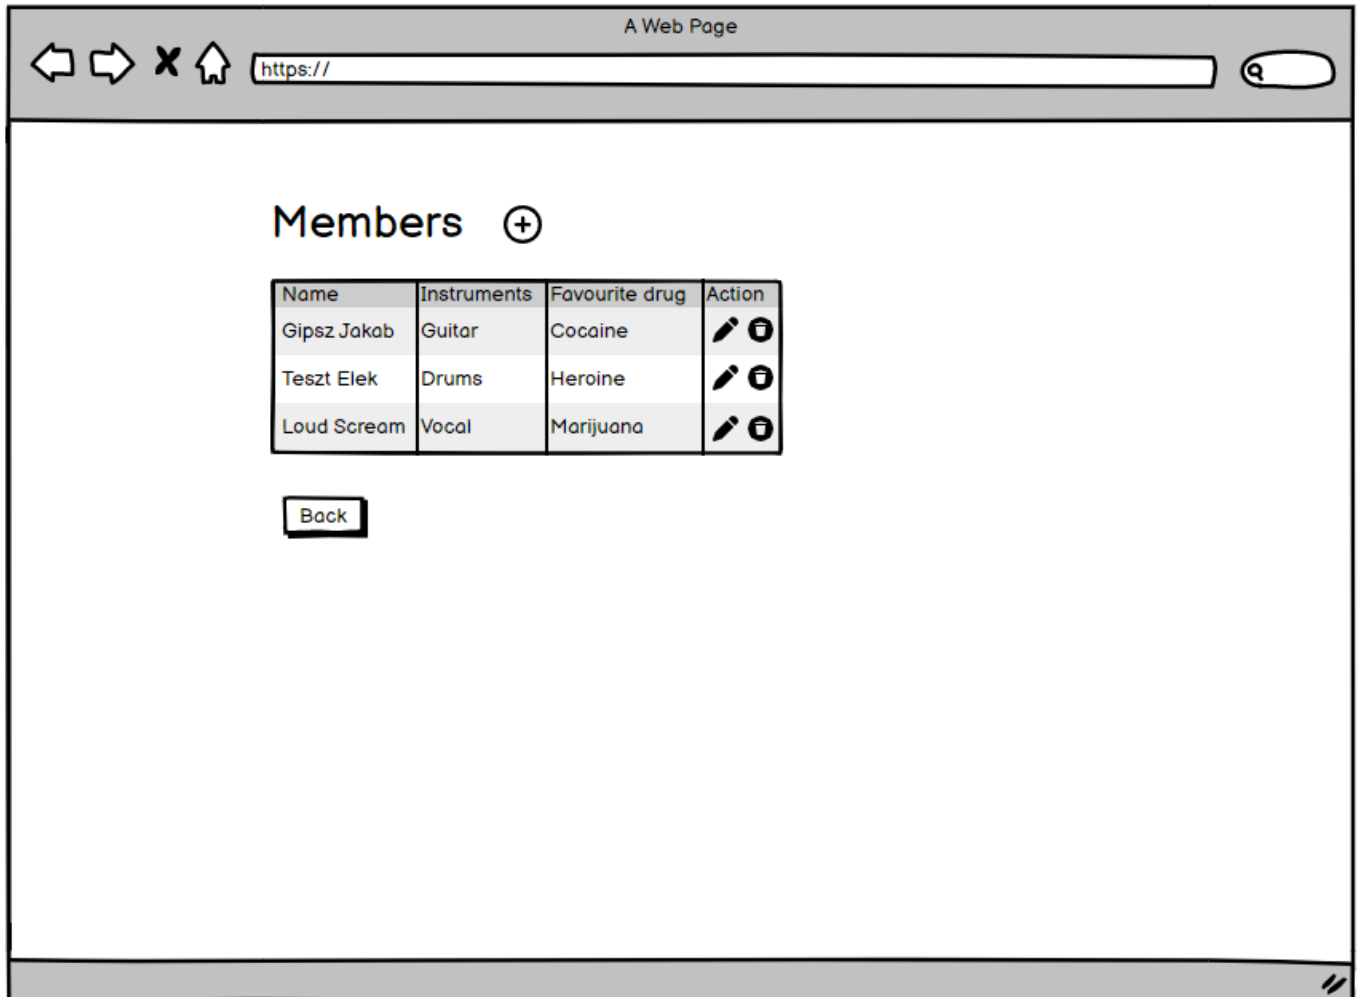 A Web Page
https://
Members
Name Instruments Favourite drug Action
Gipsz Jakab Guitar Cocaine
Teszt Elek Drums Heroine
Loud Scream Vocal Marijuana
Back